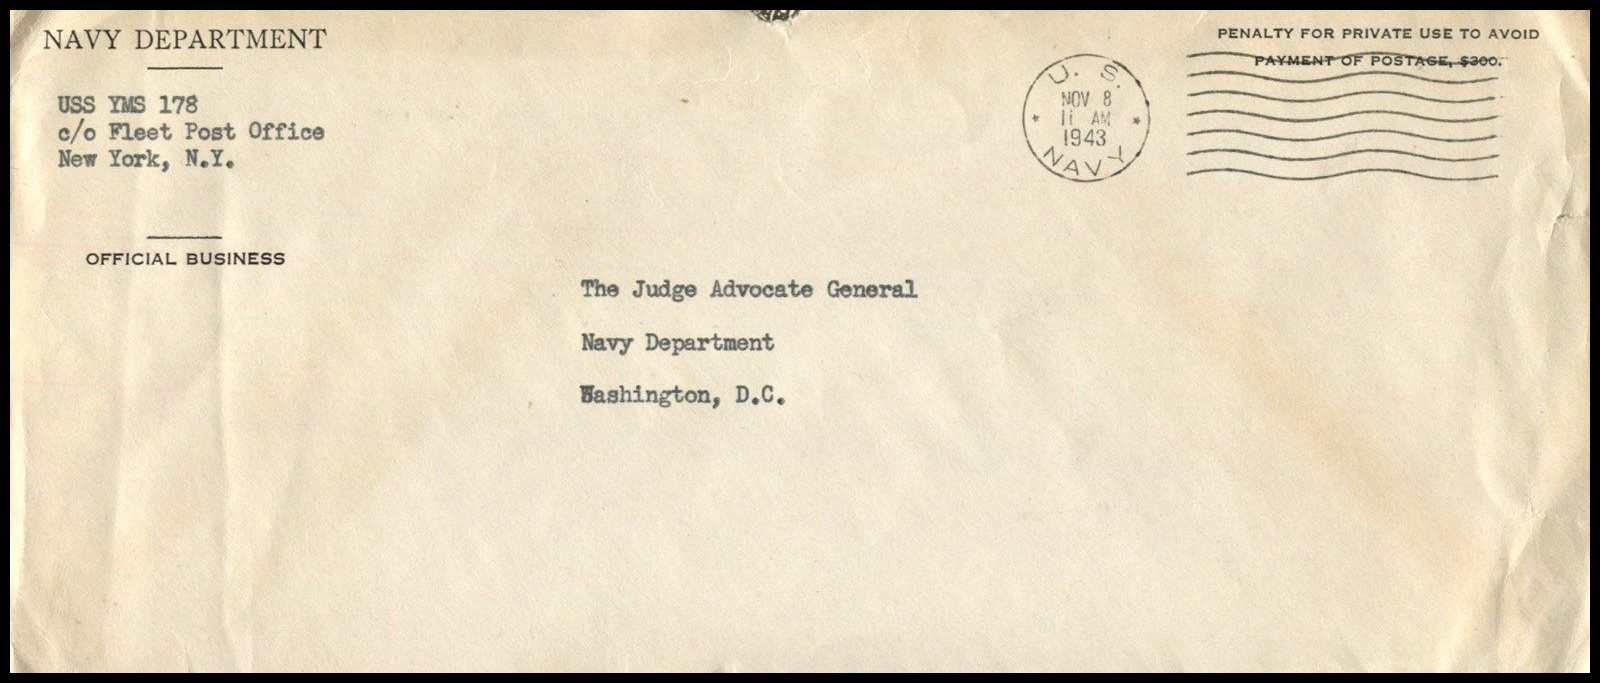 NAVY DEPARTMENT
USS YMS 178
c/o Fleet Post Office
New York, N.Y.
OFFICIAL BUSINESS
PENALTY FOR PRIVATE USE TO AVOID
PAYMENT OF POSTAGE, $300.
U. S.
NOV 8
11 AM
1943
NAVY
The Judge Advocate General
Navy Department
Washington, D.C.